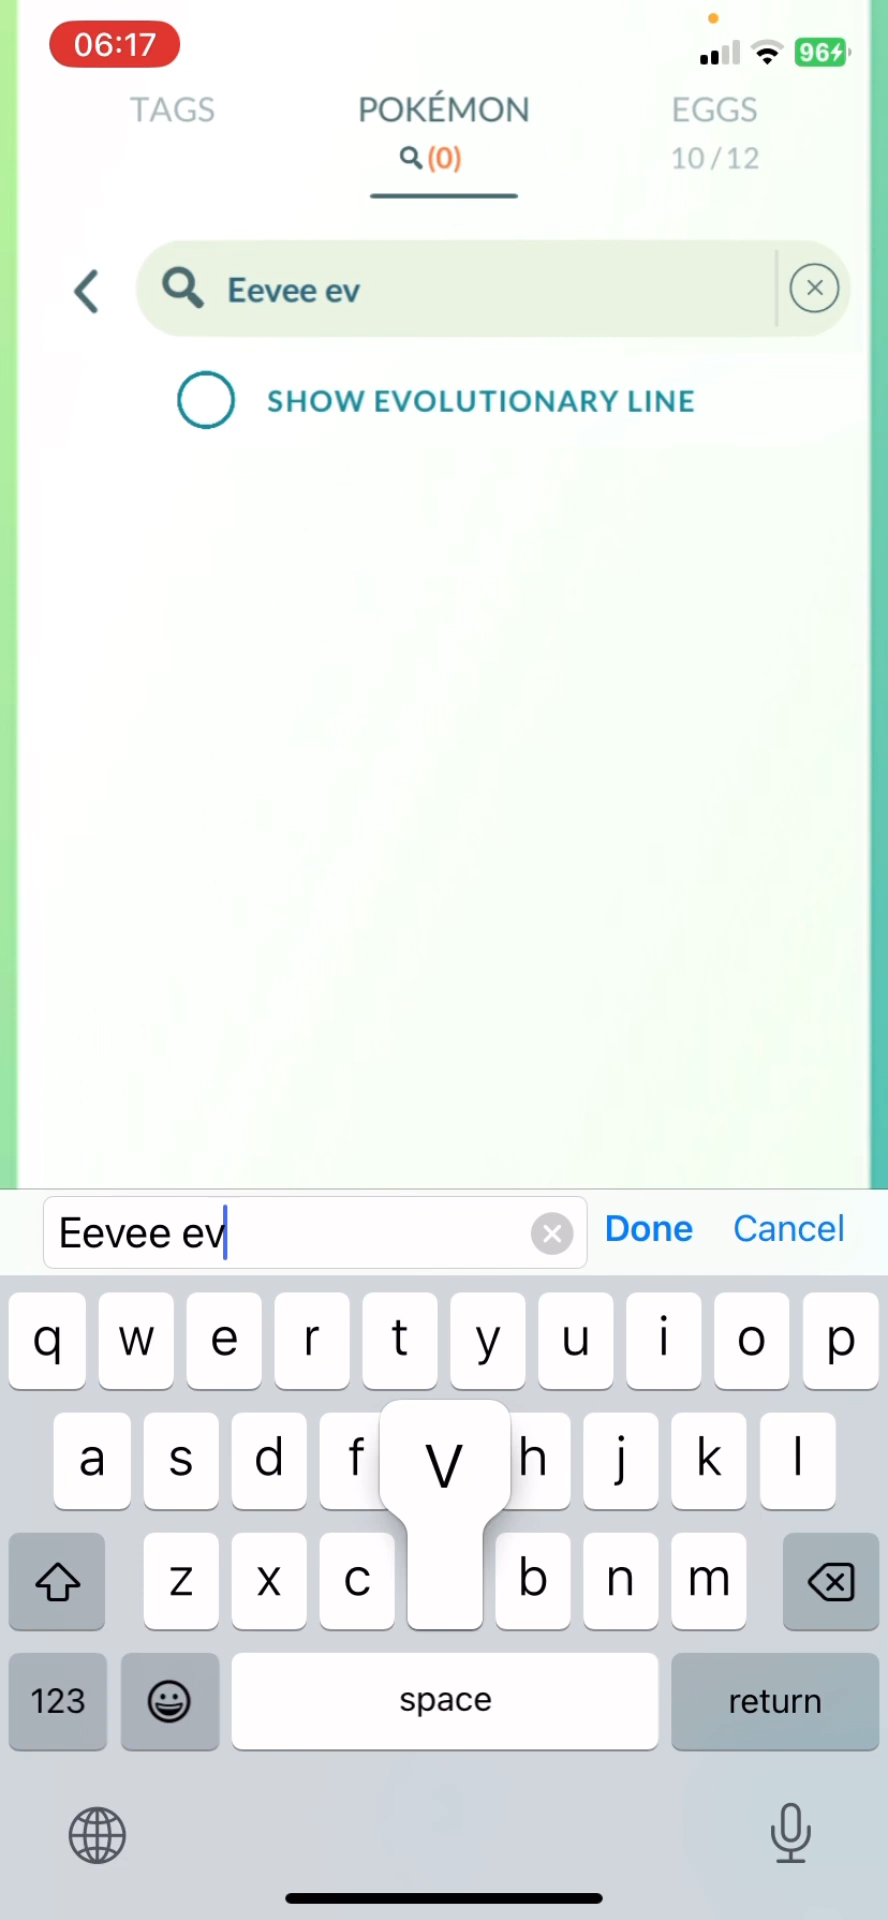 06:17
96
TAGS POKÉMON EGGS
(0) 10 / 12
Eevee ev
SHOW EVOLUTIONARY LINE
Eevee ev Done Cancel
q w e r t y u i o p
a s d f V h j k l
z x c b n m
123 space return